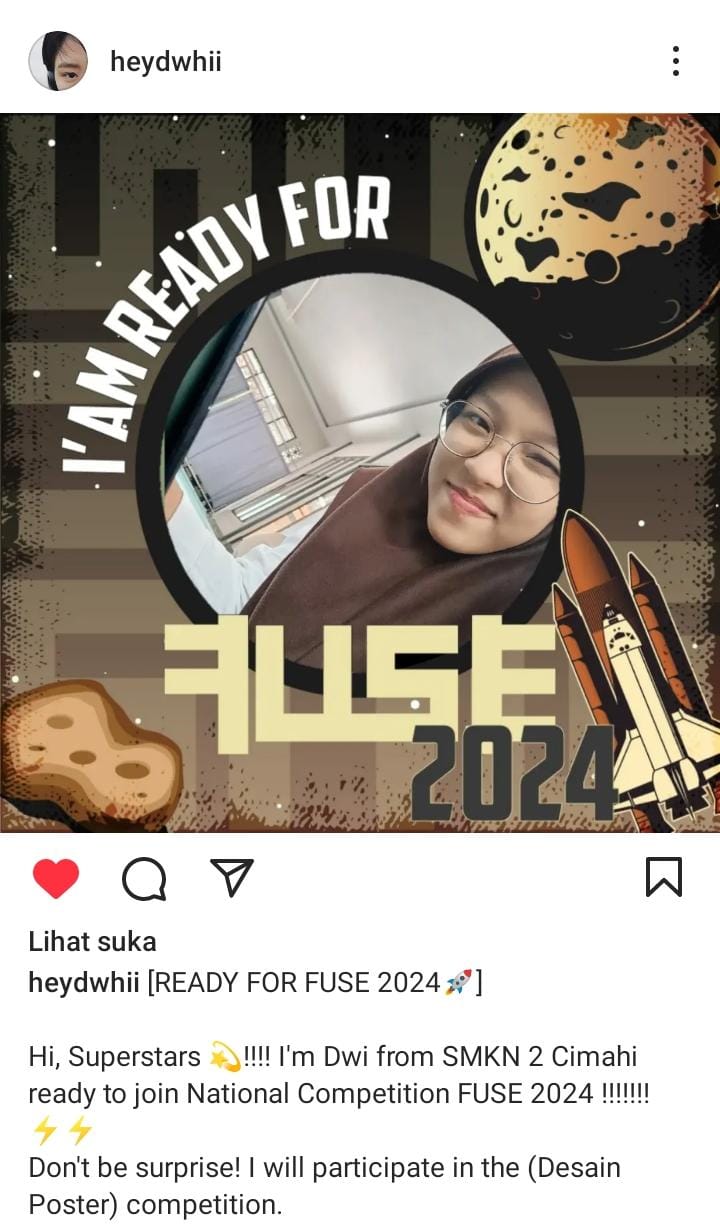 heydwhii
I'AM READY FOR
FUSE
2024
Lihat suka
heydwhii [READY FOR FUSE 2024🚀]
Hi, Superstars 💫!!!! I'm Dwi from SMKN 2 Cimahi
ready to join National Competition FUSE 2024 !!!!!!!
⚡⚡
Don't be surprise! I will participate in the (Desain
Poster) competition.